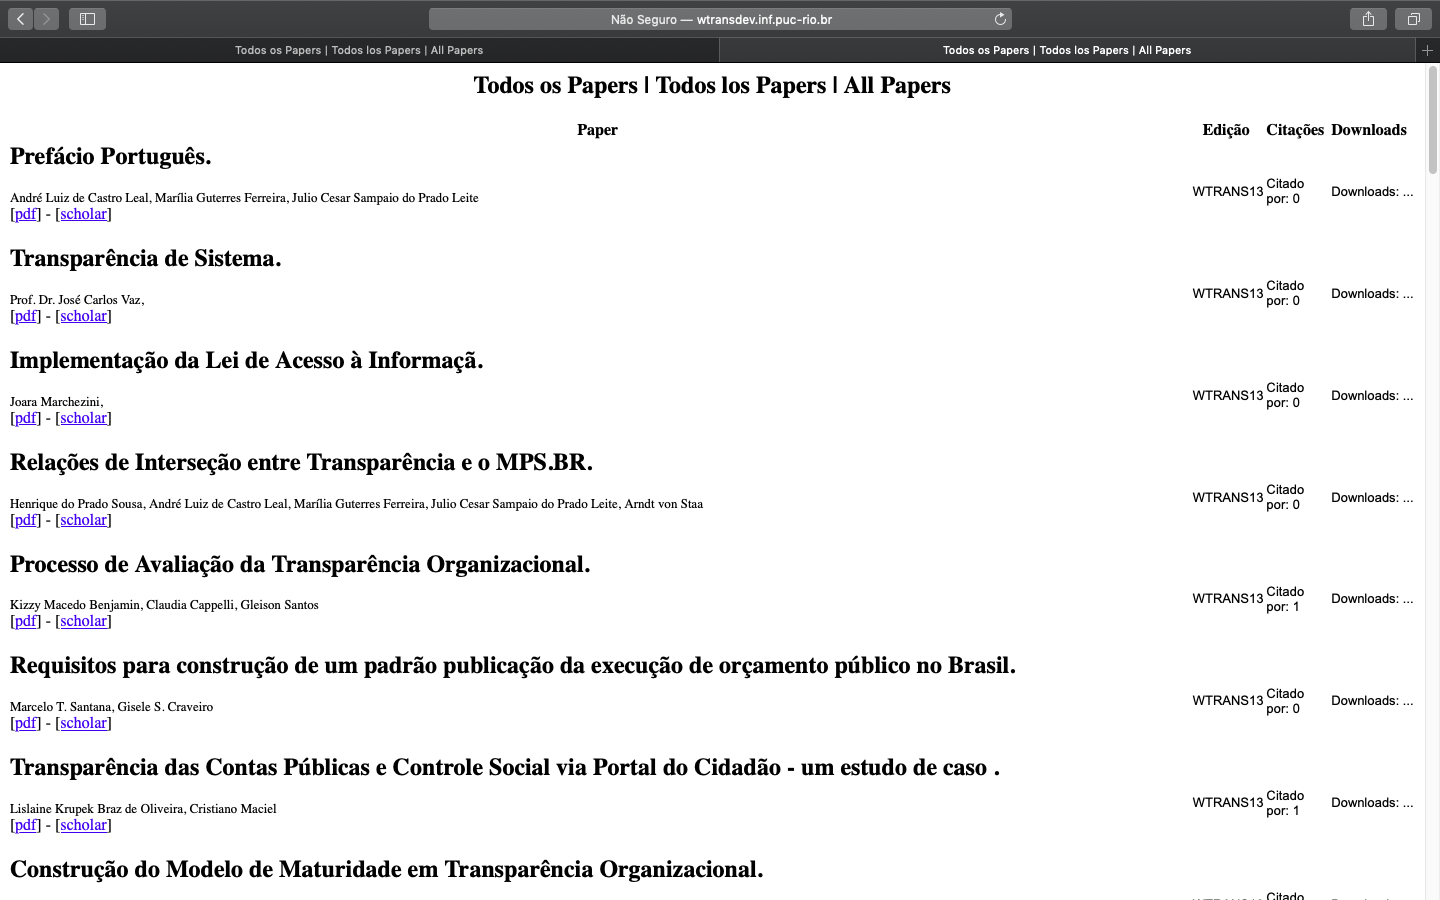 Não Seguro — wtransdev.inf.puc-rio.br
Todos os Papers | Todos los Papers | All Papers
Todos os Papers | Todos los Papers | All Papers
Todos os Papers | Todos los Papers | All Papers
Paper Edição Citações Downloads
Prefácio Português.
André Luiz de Castro Leal, Marília Guterres Ferreira, Julio Cesar Sampaio do Prado Leite
[pdf] - [scholar]
WTRANS13 Citado por: 0 Downloads: ...
Transparência de Sistema.
Prof. Dr. José Carlos Vaz,
[pdf] - [scholar]
WTRANS13 Citado por: 0 Downloads: ...
Implementação da Lei de Acesso à Informaçã.
Joara Marchezini,
[pdf] - [scholar]
WTRANS13 Citado por: 0 Downloads: ...
Relações de Interseção entre Transparência e o MPS.BR.
Henrique do Prado Sousa, André Luiz de Castro Leal, Marília Guterres Ferreira, Julio Cesar Sampaio do Prado Leite, Arndt von Staa
[pdf] - [scholar]
WTRANS13 Citado por: 0 Downloads: ...
Processo de Avaliação da Transparência Organizacional.
Kizzy Macedo Benjamin, Claudia Cappelli, Gleison Santos
[pdf] - [scholar]
WTRANS13 Citado por: 1 Downloads: ...
Requisitos para construção de um padrão publicação da execução de orçamento público no Brasil.
Marcelo T. Santana, Gisele S. Craveiro
[pdf] - [scholar]
WTRANS13 Citado por: 0 Downloads: ...
Transparência das Contas Públicas e Controle Social via Portal do Cidadão - um estudo de caso .
Lislaine Krupek Braz de Oliveira, Cristiano Maciel
[pdf] - [scholar]
WTRANS13 Citado por: 1 Downloads: ...
Construção do Modelo de Maturidade em Transparência Organizacional.
Citado